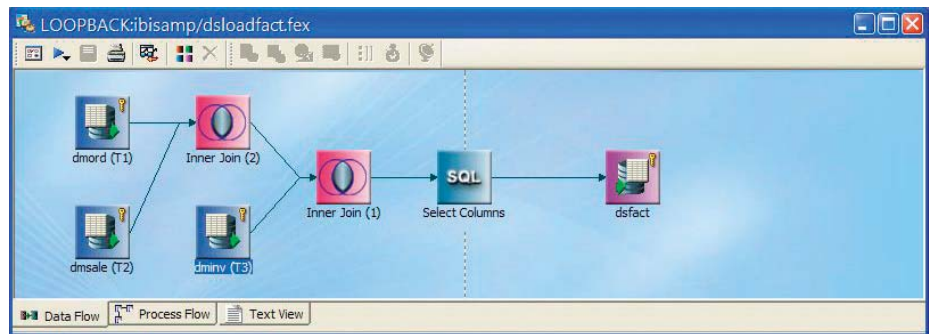 LOOPBACK:ibisamp/dsloadfact.fex
dmord (T1)
Inner Join (2)
Inner Join (1)
SQL
Select Columns
dsfact
dmsale (T2)
dminv (T3)
Data Flow
Process Flow
Text View